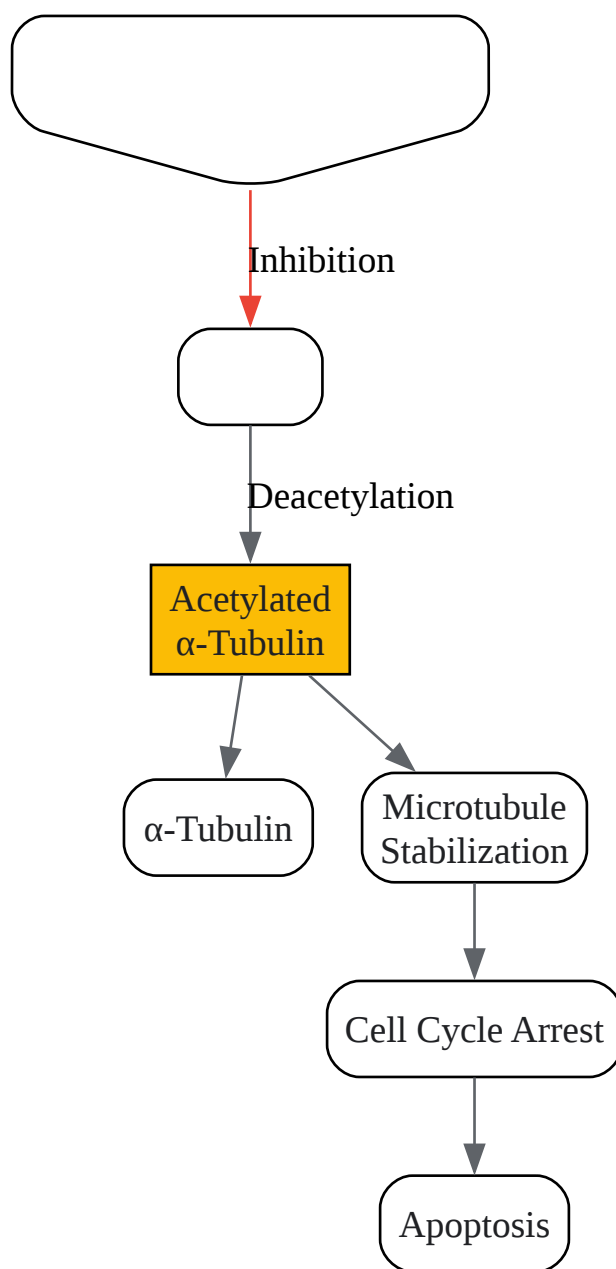 Inhibition
Deacetylation
Acetylated
α-Tubulin
α-Tubulin
Microtubule
Stabilization
Cell Cycle Arrest
Apoptosis